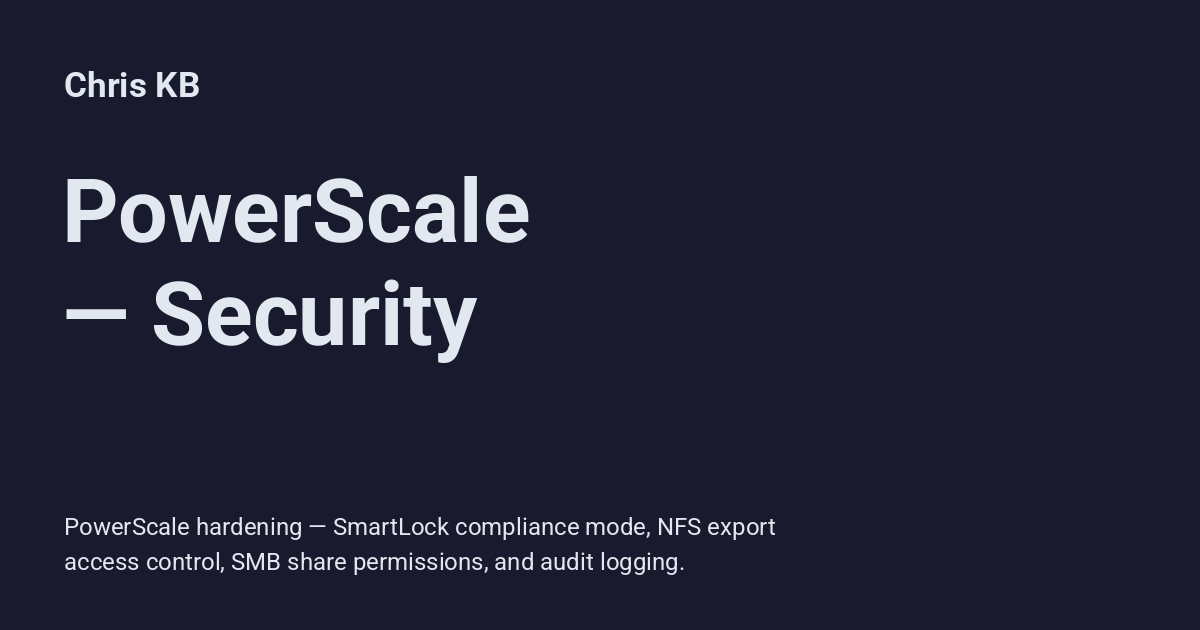 Chris KB
PowerScale
— Security
PowerScale hardening — SmartLock compliance mode, NFS export
access control, SMB share permissions, and audit logging.